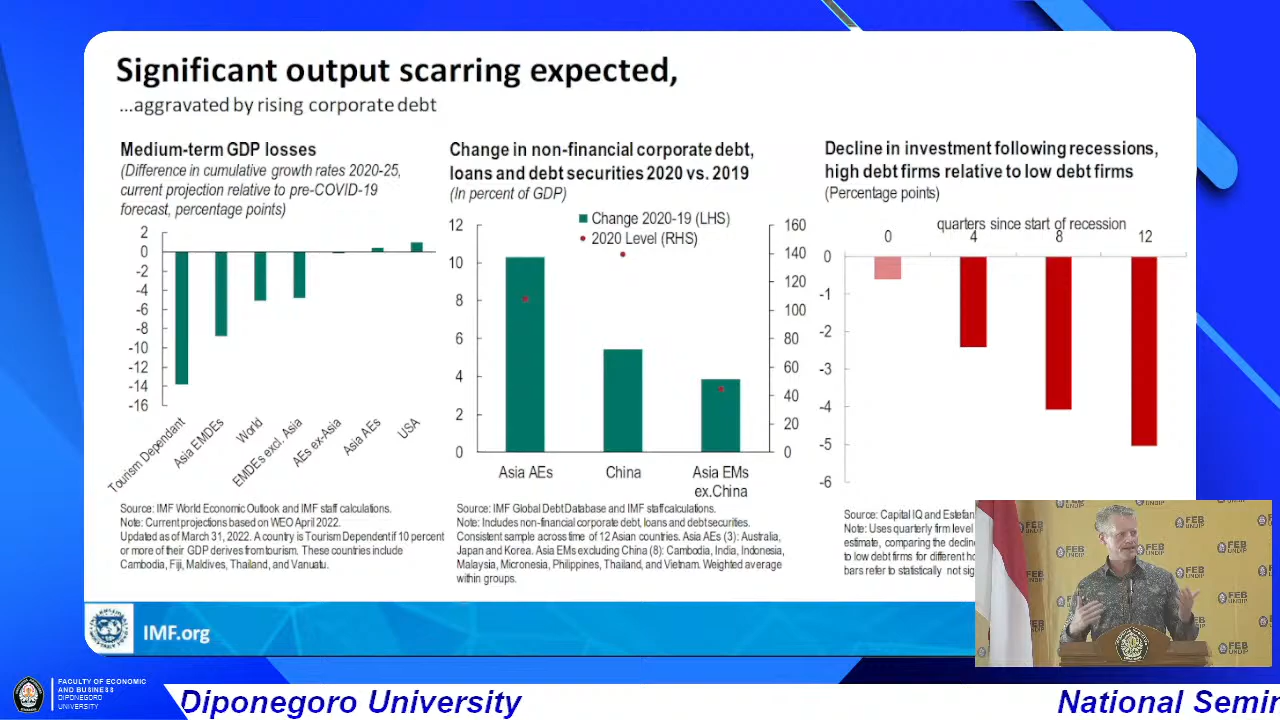 Significant output scarring expected,
...aggravated by rising corporate debt
Medium-term GDP losses
(Difference in cumulative growth rates 2020-25,
current projection relative to pre-COVID-19
forecast, percentage points)
2
0
-2
-4
-6
-8
-10
-12
-14
-16
Tourism Dependant
Asia EMDEs
World
EMDEs excl. Asia
AEs ex-Asia
Asia AEs
USA
Source: IMF World Economic Outlook and IMF staff calculations.
Note: Current projections based on WEO April 2022.
Updated as of March 31, 2022. A country is Tourism Dependent if 10 percent
or more of their GDP derives from tourism. These countries include
Cambodia, Fiji, Maldives, Thailand, and Vanuatu.
Change in non-financial corporate debt,
loans and debt securities 2020 vs. 2019
(In percent of GDP)
Change 2020-19 (LHS)
2020 Level (RHS)
12
10
8
6
4
2
0
160
140
120
100
80
60
40
20
0
Asia AEs
China
Asia EMs
ex.China
Source: IMF Global Debt Database and IMF staff calculations.
Note: Includes non-financial corporate debt, loans and debt securities.
Consistent sample across time of 12 Asian countries. Asia AEs (3): Australia,
Japan and Korea. Asia EMs excluding China (8): Cambodia, India, Indonesia,
Malaysia, Micronesia, Philippines, Thailand, and Vietnam. Weighted average
within groups.
Decline in investment following recessions,
high debt firms relative to low debt firms
(Percentage points)
quarters since start of recession
0 4 8 12
0
-1
-2
-3
-4
-5
-6
Source: Capital IQ and Estefan
Note: Uses quarterly firm level
estimate, comparing the decline
to low debt firms for different ho
bars refer to statistically not sig
IMF.org
FEB
UNDIP
FEB
UNDIP
FEB
UNDIP
FEB
UNDIP
FACULTY OF ECONOMIC
AND BUSINESS
DIPONEGORO
UNIVERSITY
Diponegoro University
National Semin